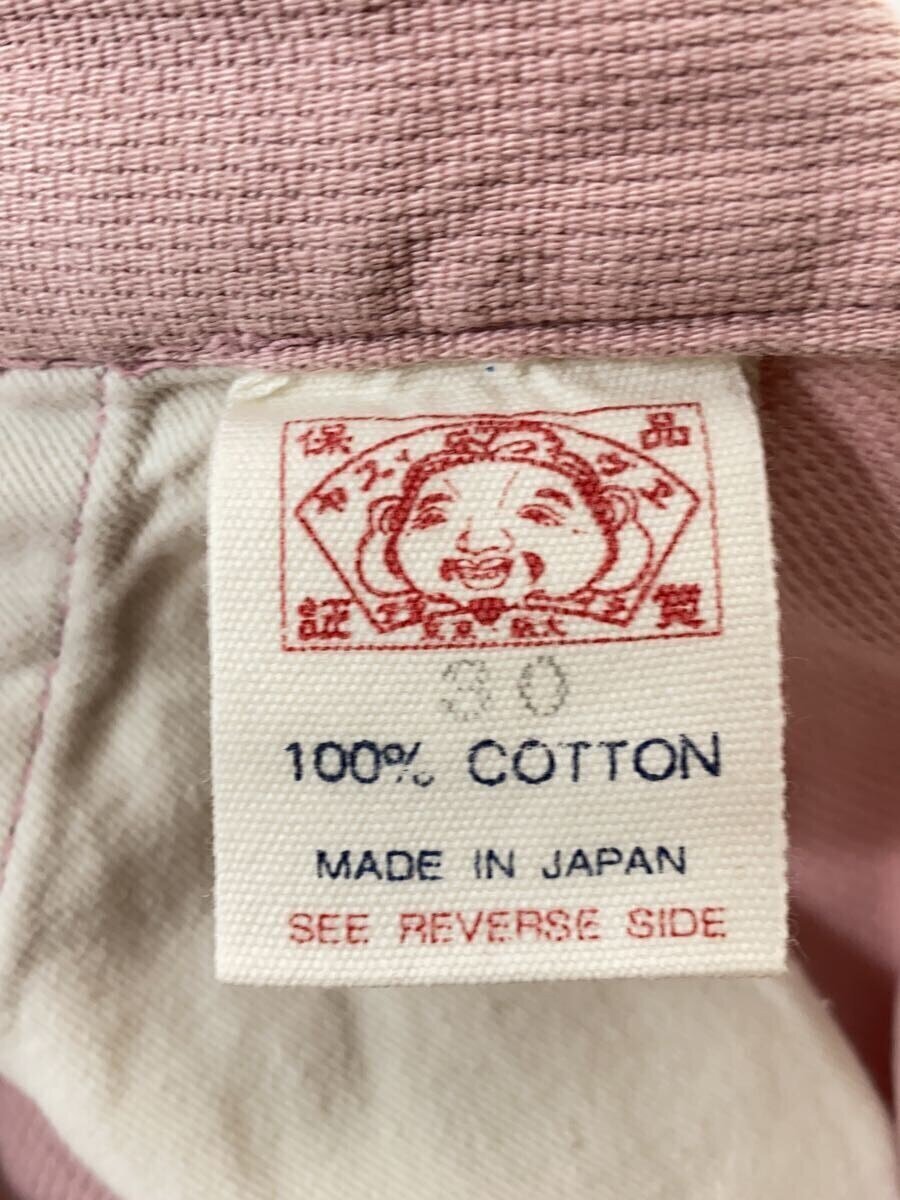 保 品
証 質
30
100% COTTON
MADE IN JAPAN
SEE REVERSE SIDE